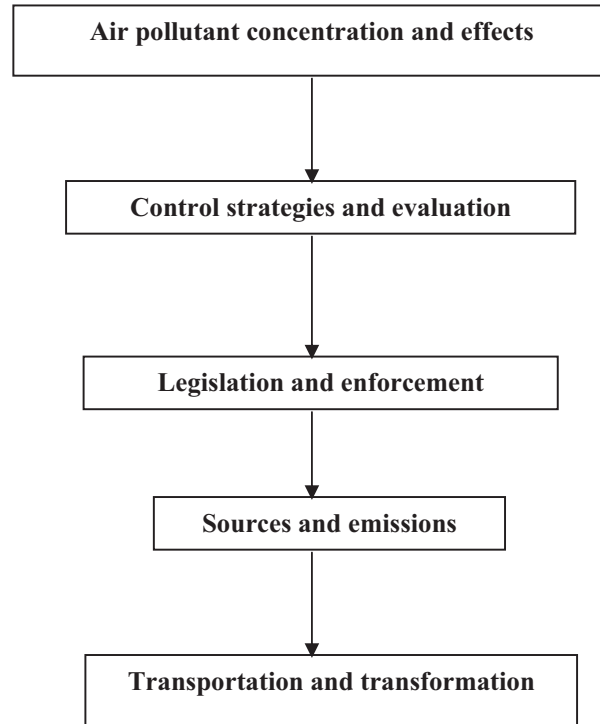 Air pollutant concentration and effects
Control strategies and evaluation
Legislation and enforcement
Sources and emissions
Transportation and transformation